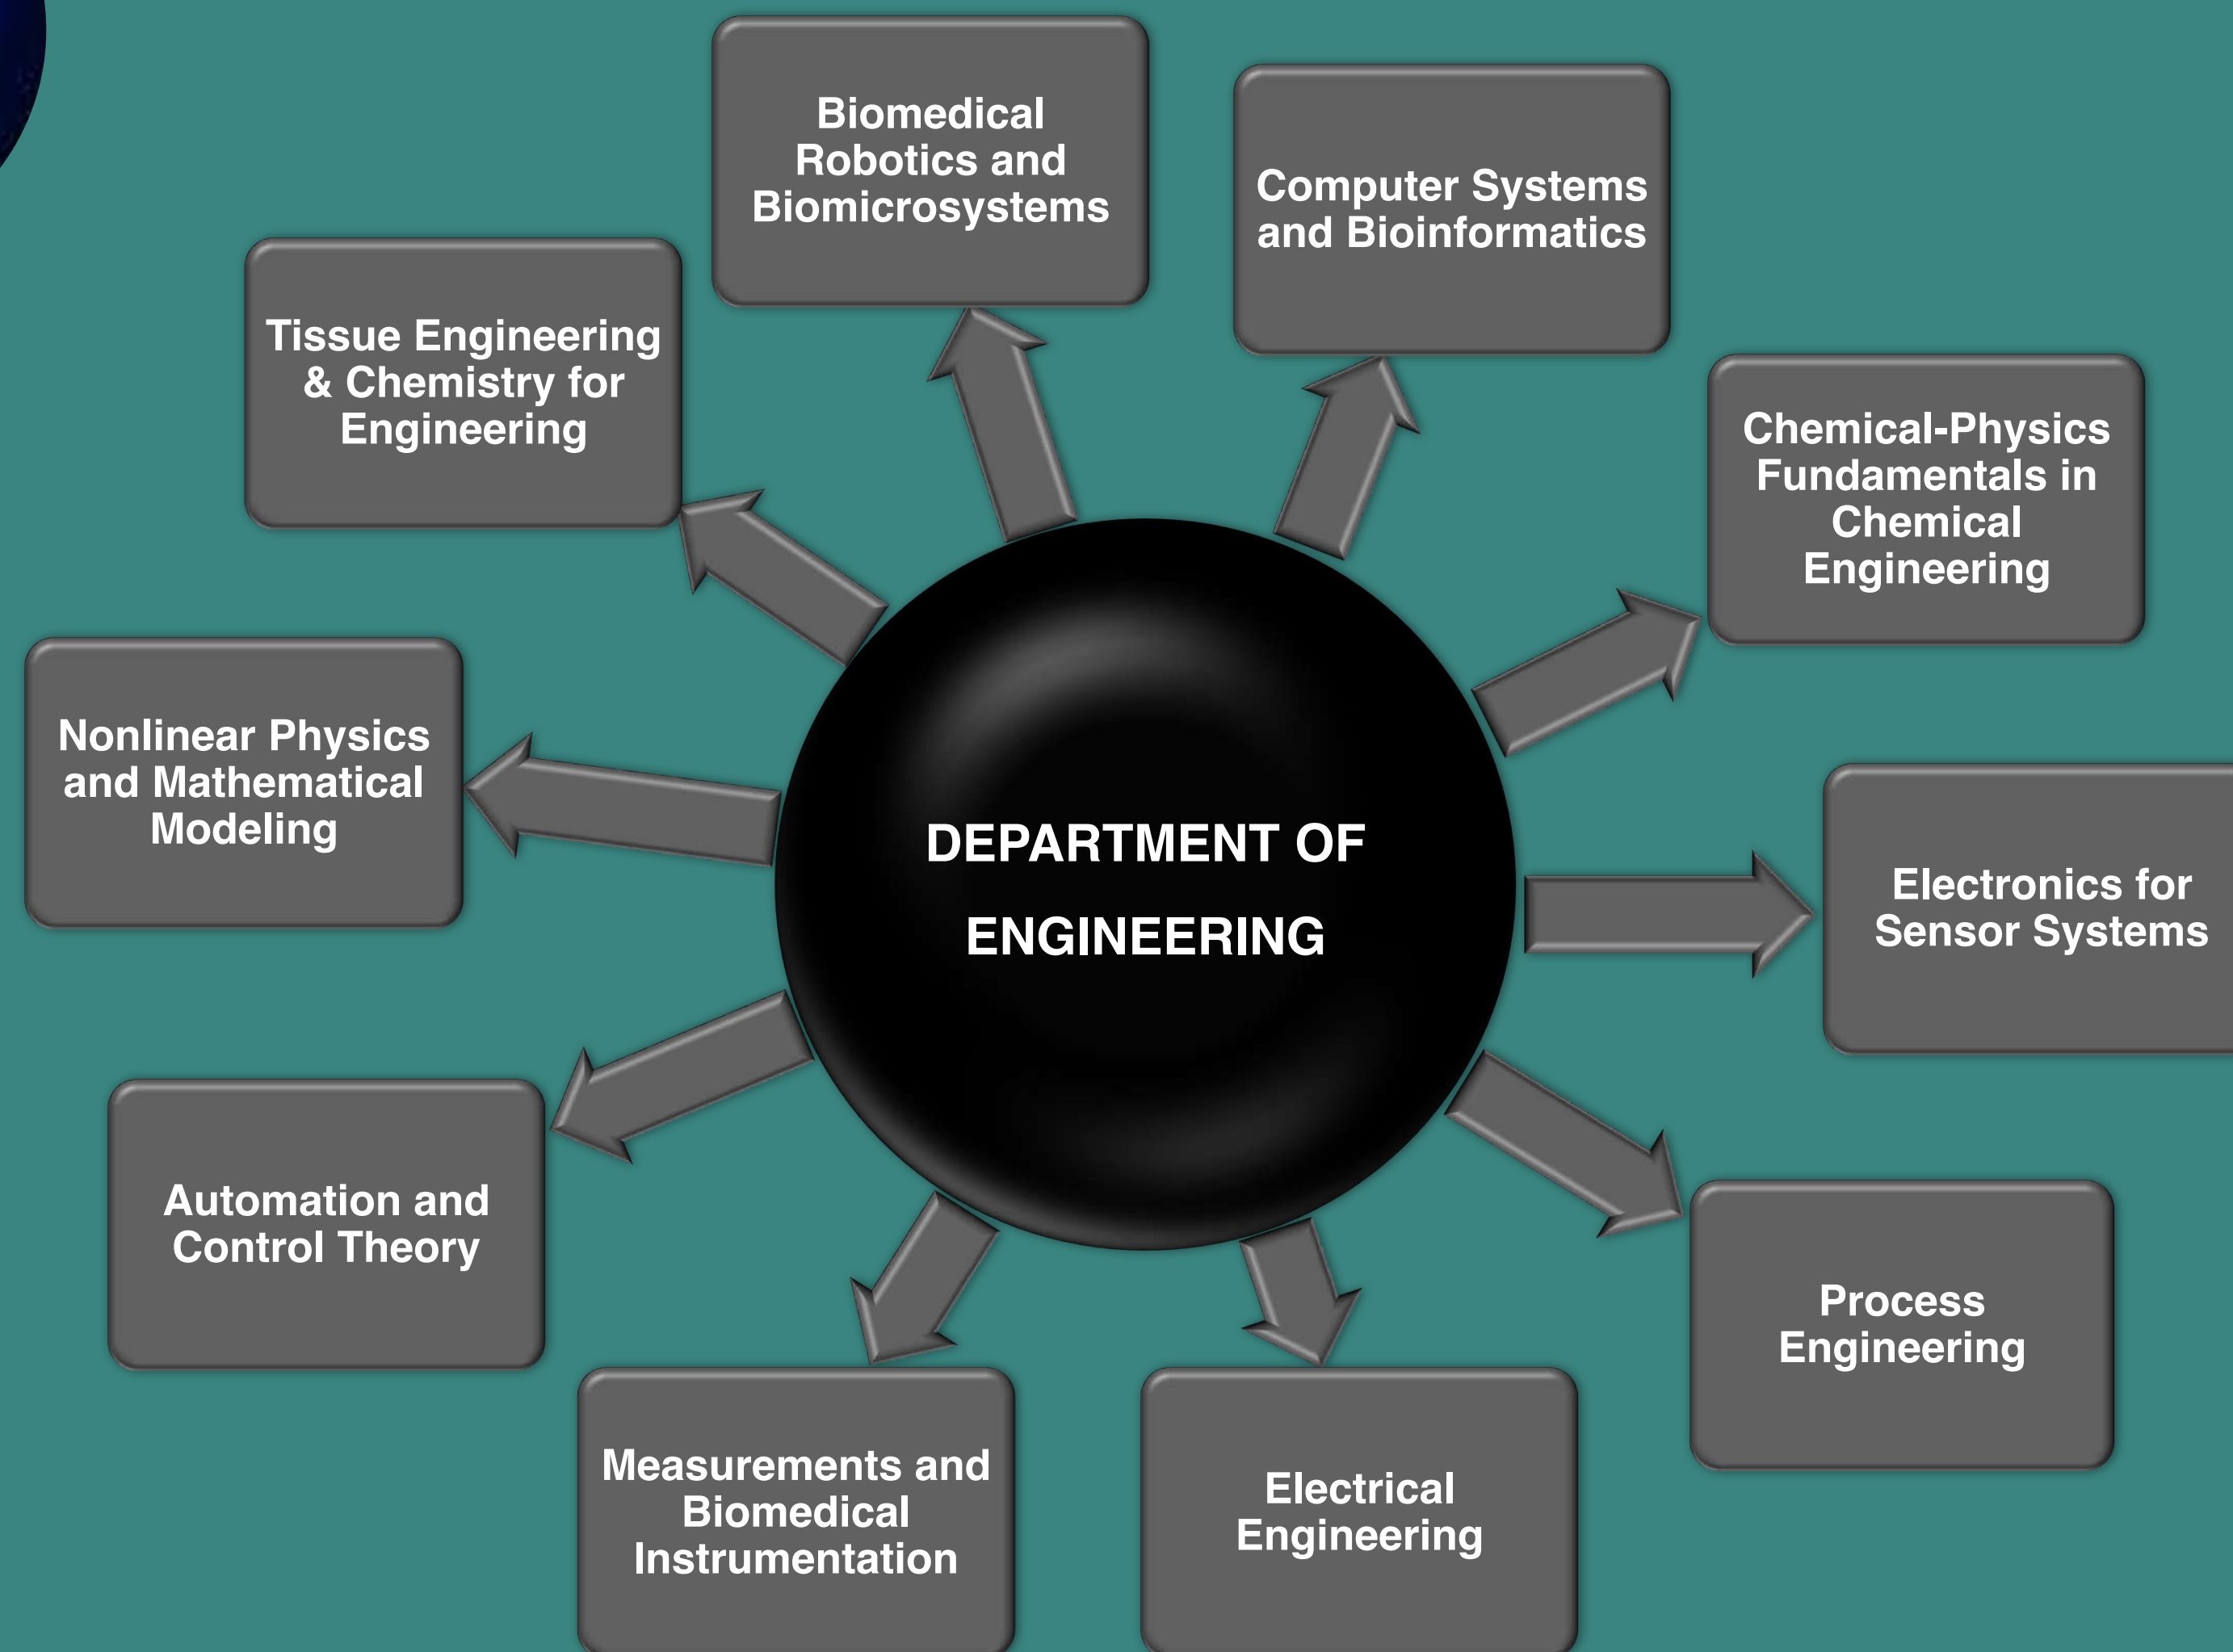 Biomedical
Robotics and
Biomicrosystems
Computer Systems
and Bioinformatics
Tissue Engineering
& Chemistry for
Engineering
Chemical-Physics
Fundamentals in
Chemical
Engineering
Nonlinear Physics
and Mathematical
Modeling
DEPARTMENT OF
ENGINEERING
Electronics for
Sensor Systems
Automation and
Control Theory
Process
Engineering
Measurements and
Biomedical
Instrumentation
Electrical
Engineering